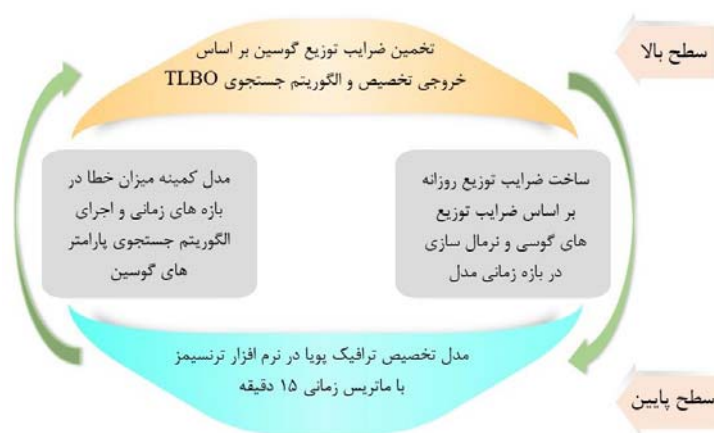 سطح بالا
تخمین ضرایب توزیع گوسین بر اساس
خروجی تخصیص و الگوریتم جستجوی TLBO
ساخت ضرایب توزیع روزانه
بر اساس ضرایب توزیع
های گوسی و نرمال سازی
در بازه زمانی مدل
مدل کمینه میزان خطا در
بازه های زمانی و اجرای
الگوریتم جستجوی پارامتر
های گوسین
مدل تخصیص ترافیک پویا در نرم افزار ترنسیمز
با ماتریس زمانی ۱۵ دقیقه
سطح پایین